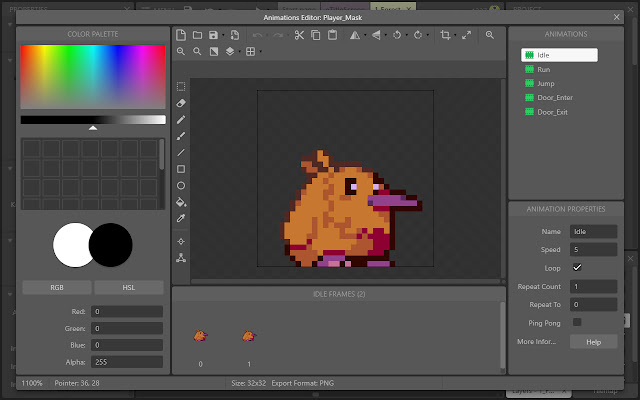 Animations Editor: Player_Mask
COLOR PALETTE
ANIMATIONS
Idle
Run
Jump
Door_Enter
Door_Exit
ANIMATION PROPERTIES
Name Idle
Speed 5
Loop
Repeat Count 1
Repeat To 0
Ping Pong
More Infor... Help
RGB HSL
Red: 0
Green: 0
Blue: 0
Alpha: 255
IDLE FRAMES (2)
0 1
1100% Pointer: 36, 28 Size: 32x32 Export Format: PNG